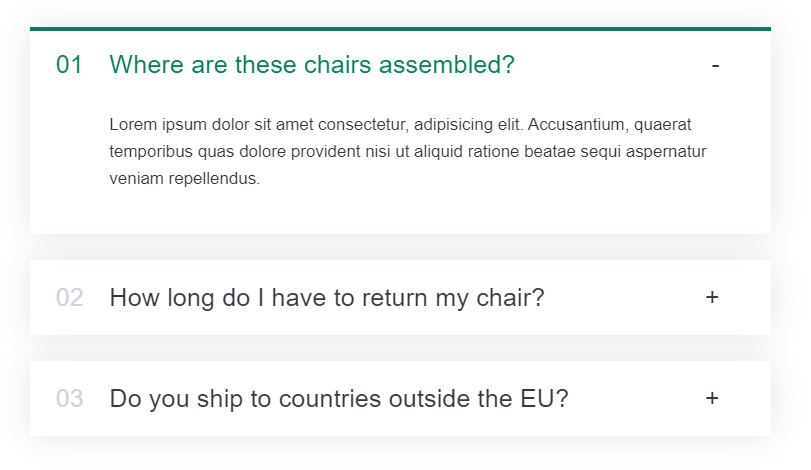 01 Where are these chairs assembled? -
Lorem ipsum dolor sit amet consectetur, adipisicing elit. Accusantium, quaerat
temporibus quas dolore provident nisi ut aliquid ratione beatae sequi aspernatur
veniam repellendus.
02 How long do I have to return my chair? +
03 Do you ship to countries outside the EU? +